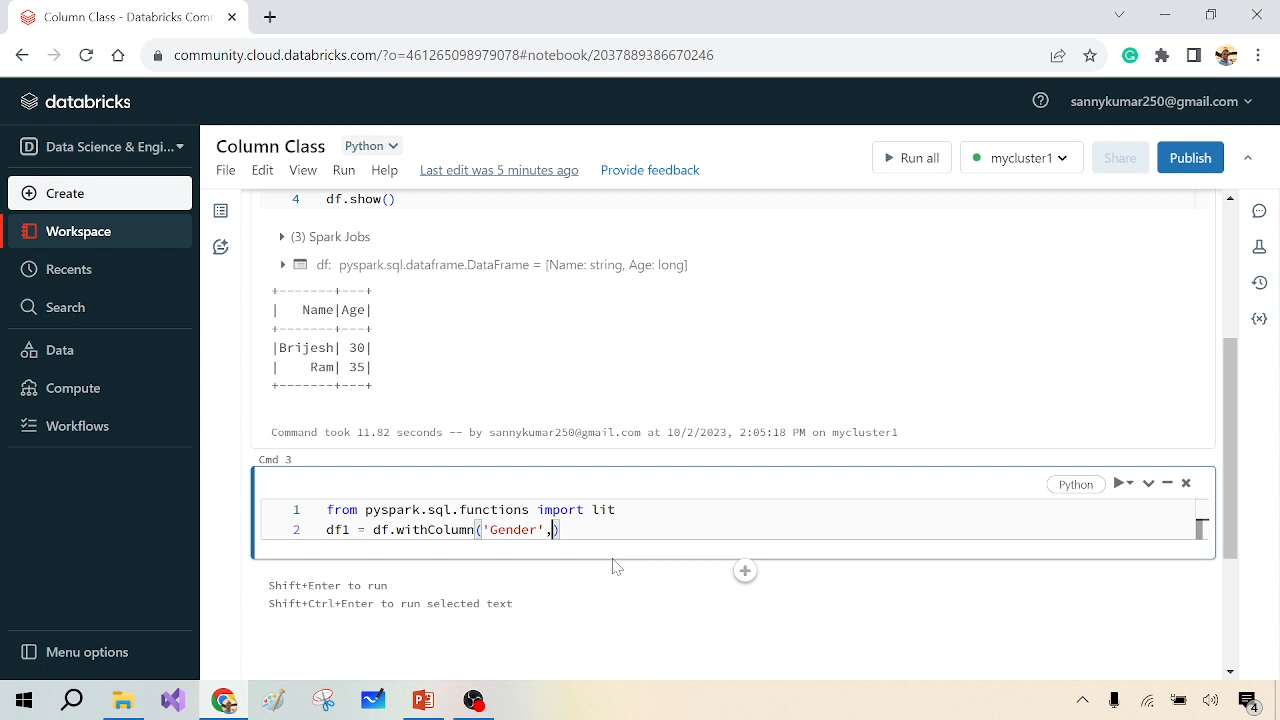 Column Class - Databricks Com
community.cloud.databricks.com/?o=461265098979078#notebook/2037889386670246
databricks
sannykumar250@gmail.com
Data Science & Engi...
Create
Workspace
Recents
Search
Data
Compute
Workflows
Menu options
Column Class
Python
File Edit View Run Help Last edit was 5 minutes ago Provide feedback
Run all
mycluster1
Share
Publish
4 df.show()
(3) Spark Jobs
df: pyspark.sql.dataframe.DataFrame = [Name: string, Age: long]
+-------+---+
|   Name|Age|
+-------+---+
|Brijesh| 30|
|    Ram| 35|
+-------+---+
Command took 11.82 seconds -- by sannykumar250@gmail.com at 10/2/2023, 2:05:18 PM on mycluster1
Cmd 3
Python
1 from pyspark.sql.functions import lit
2 df1 = df.withColumn('Gender',)
Shift+Enter to run
Shift+Ctrl+Enter to run selected text
4